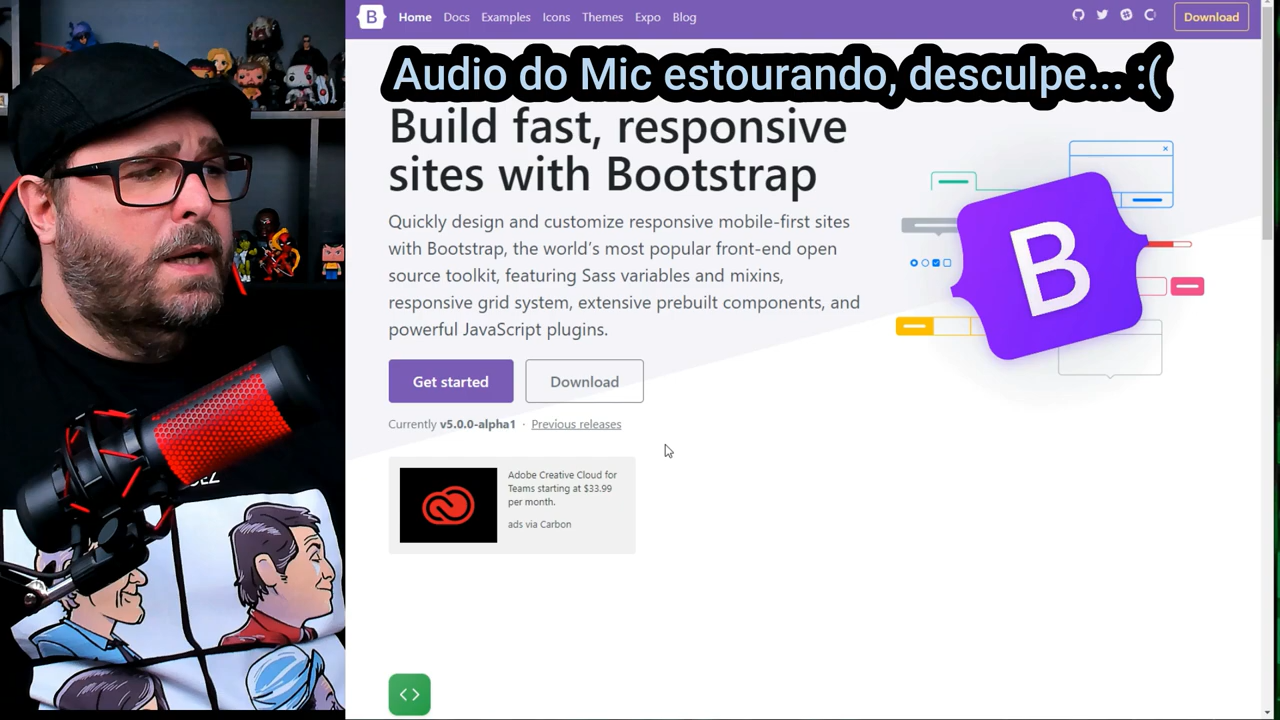 B
Home Docs Examples Icons Themes Expo Blog Download
Audio do Mic estourando, desculpe... :(
Build fast, responsive
sites with Bootstrap
Quickly design and customize responsive mobile-first sites
with Bootstrap, the world’s most popular front-end open
source toolkit, featuring Sass variables and mixins,
responsive grid system, extensive prebuilt components, and
powerful JavaScript plugins.
B
Get started Download
Currently v5.0.0-alpha1 · Previous releases
Adobe Creative Cloud for
Teams starting at $33.99
per month.
ads via Carbon